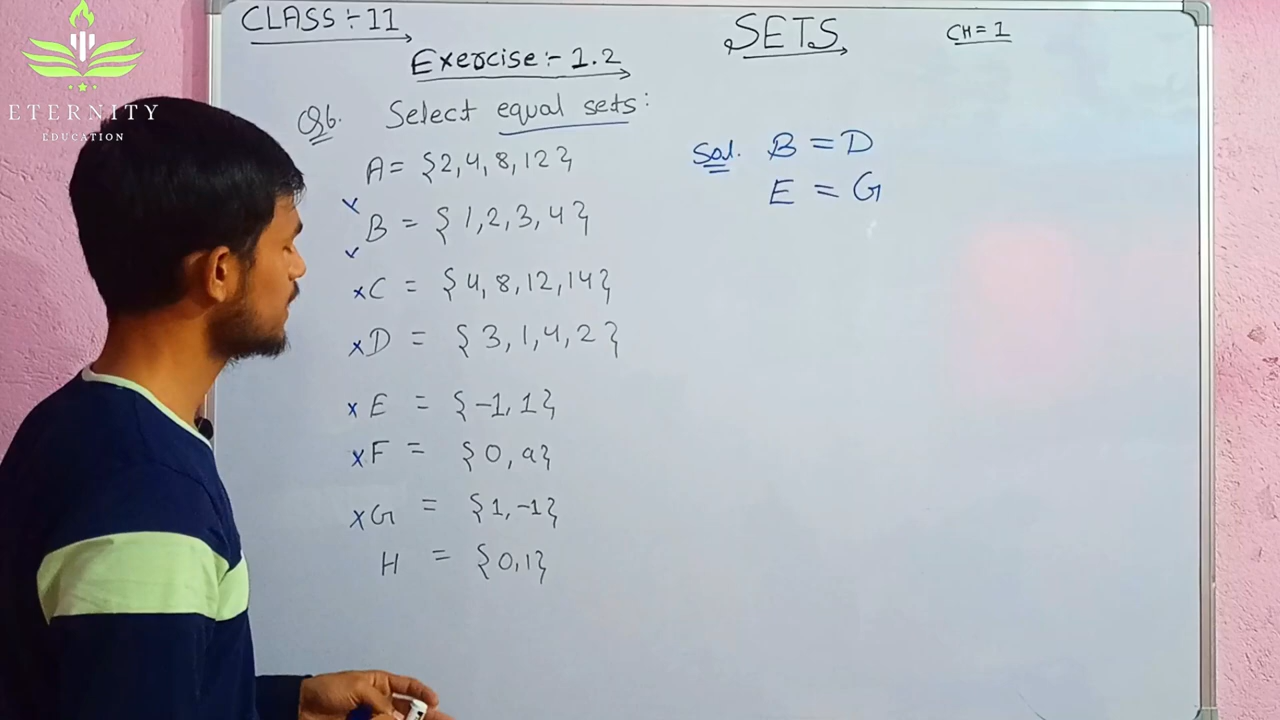 ETERNITY
EDUCATION
CLASS :- 11
SETS
CH = 1
Exercise :- 1.2
Q6. Select equal sets :
A = {2, 4, 8, 12}
B = {1, 2, 3, 4}
×C = {4, 8, 12, 14}
×D = {3, 1, 4, 2}
×E = {-1, 1}
×F = {0, a}
×G = {1, -1}
H = {0, 1}
Sol. B = D
E = G